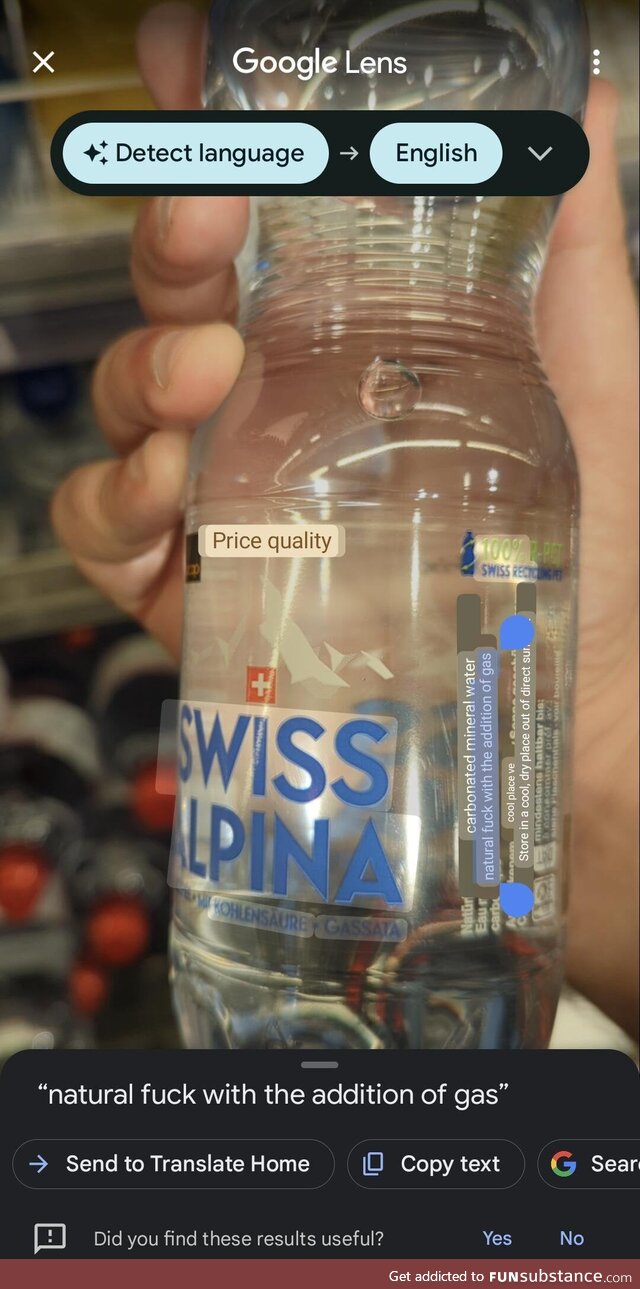 Google Lens
Detect language → English
Price quality
100% R-PET
SWISS RECYCLING PET
carbonated mineral water
natural fuck with the addition of gas
cool place ve
Store in a cool, dry place out of direct sun
mindestens haltbar bis:
SWISS
ALPINA
KOHLENSÄURE · GASSATA
“natural fuck with the addition of gas”
Send to Translate Home
Copy text
Sear
Did you find these results useful?
Yes
No
Get addicted to FUNsubstance.com